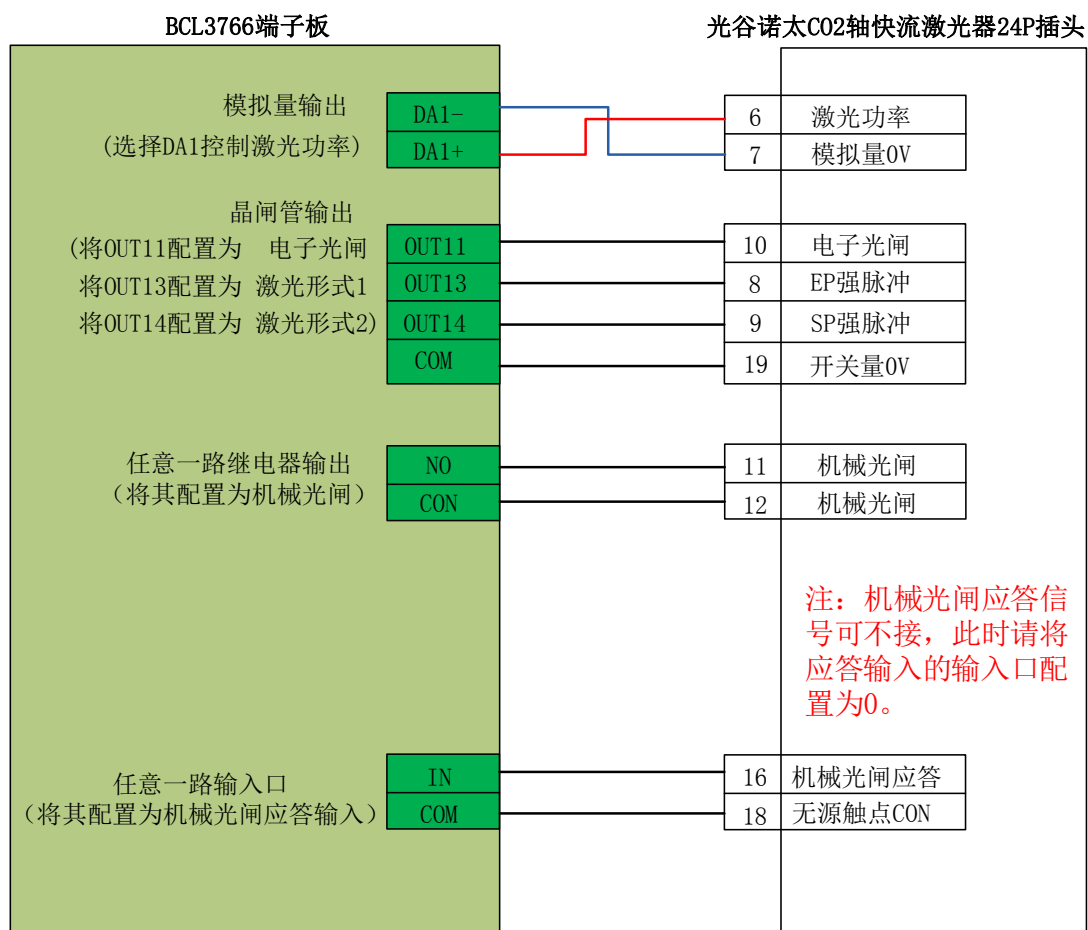 BCL3766端子板
光谷诺太CO2轴快流激光器24P插头
模拟量输出
(选择DA1控制激光功率)
DA1-
DA1+
6 激光功率
7 模拟量0V
晶闸管输出
(将OUT11配置为 电子光闸
将OUT13配置为 激光形式1
将OUT14配置为 激光形式2)
OUT11
OUT13
OUT14
COM
10 电子光闸
8 EP强脉冲
9 SP强脉冲
19 开关量0V
任意一路继电器输出
(将其配置为机械光闸)
NO
CON
11 机械光闸
12 机械光闸
注：机械光闸应答信
号可不接，此时请将
应答输入的输入口配
置为0。
任意一路输入口
(将其配置为机械光闸应答输入)
IN
COM
16 机械光闸应答
18 无源触点CON